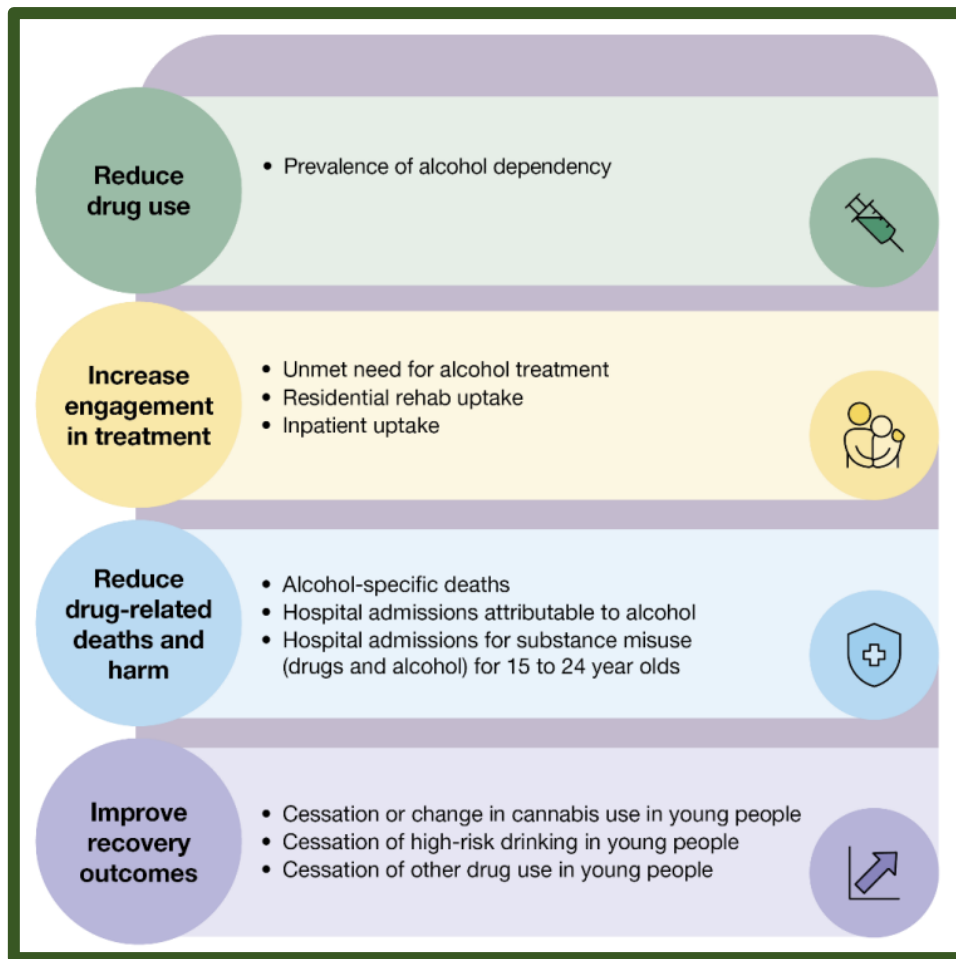 Reduce
drug use
• Prevalence of alcohol dependency
Increase
engagement
in treatment
• Unmet need for alcohol treatment
• Residential rehab uptake
• Inpatient uptake
Reduce
drug-related
deaths and
harm
• Alcohol-specific deaths
• Hospital admissions attributable to alcohol
• Hospital admissions for substance misuse
(drugs and alcohol) for 15 to 24 year olds
Improve
recovery
outcomes
• Cessation or change in cannabis use in young people
• Cessation of high-risk drinking in young people
• Cessation of other drug use in young people